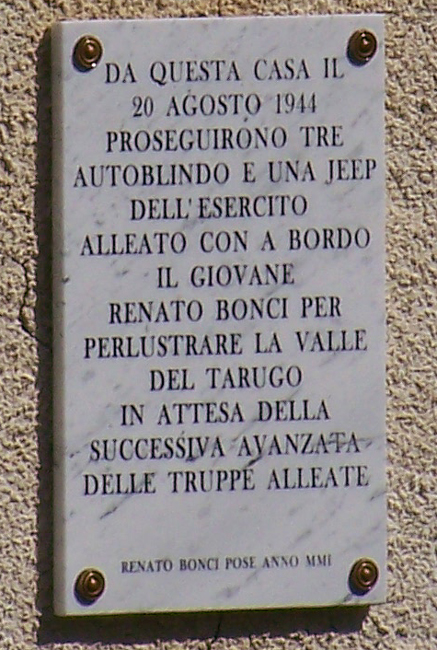 DA QUESTA CASA IL
20 AGOSTO 1944
PROSEGUIRONO TRE
AUTOBLINDO E UNA JEEP
DELL'ESERCITO
ALLEATO CON A BORDO
IL GIOVANE
RENATO BONCI PER
PERLUSTRARE LA VALLE
DEL TARUGO
IN ATTESA DELLA
SUCCESSIVA AVANZATA
DELLE TRUPPE ALLEATE
RENATO BONCI POSE ANNO MMI